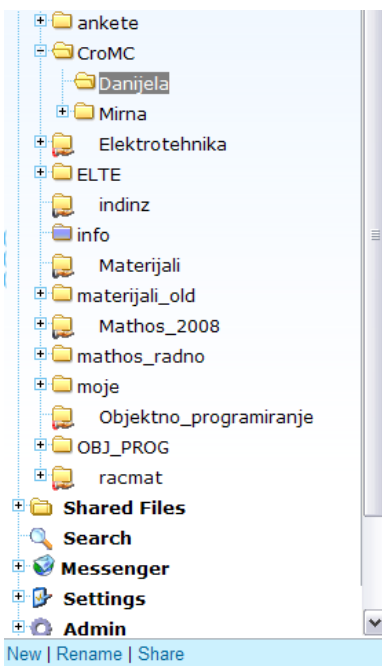 ankete
CroMC
Danijela
Mirna
Elektrotehnika
ELTE
indinz
info
Materijali
materijali_old
Mathos_2008
mathos_radno
moje
Objektno_programiranje
OBJ_PROG
racmat
Shared Files
Search
Messenger
Settings
Admin
New | Rename | Share